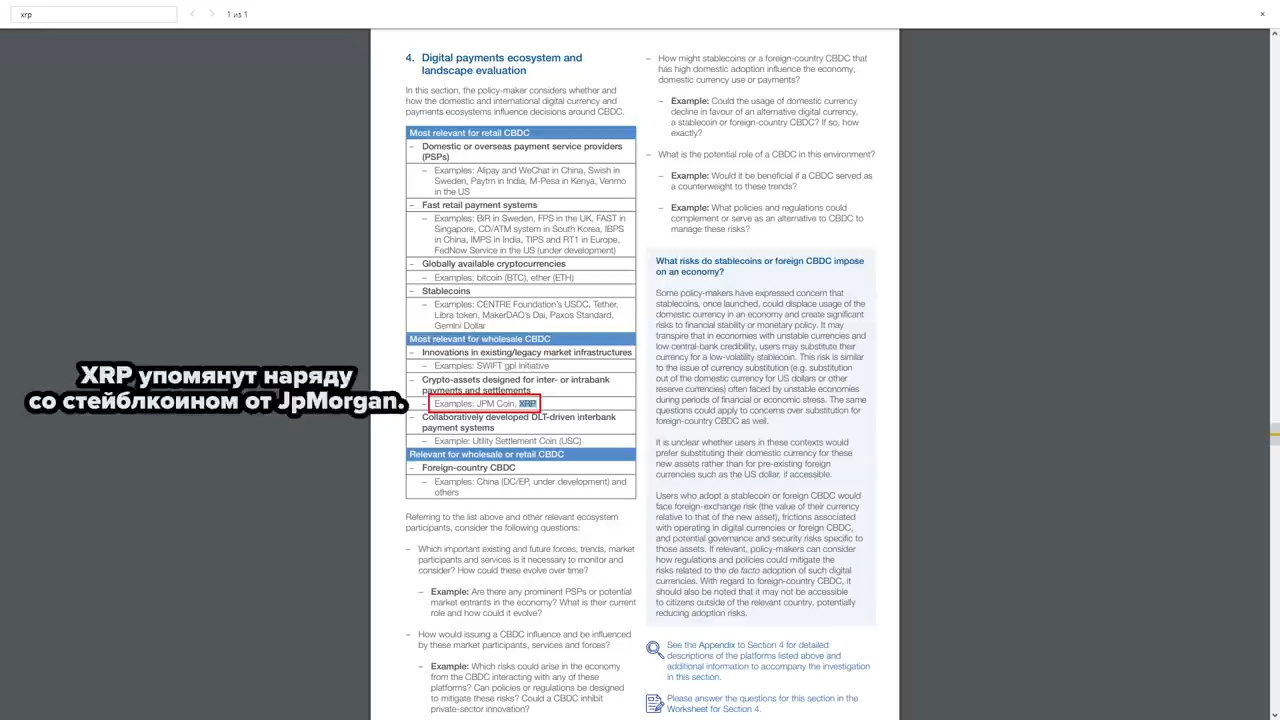 xrp
1 из 1
4. Digital payments ecosystem and
landscape evaluation
In this section, the policy-maker considers whether and
how the domestic and international digital currency and
payments ecosystems influence decisions around CBDC.
Most relevant for retail CBDC
– Domestic or overseas payment service providers
(PSPs)
– Examples: Alipay and WeChat in China, Swish in
Sweden, Paytm in India, M-Pesa in Kenya, Venmo
in the US
– Fast retail payment systems
– Examples: BiR in Sweden, FPS in the UK, FAST in
Singapore, CD/ATM system in South Korea, IBPS
in China, IMPS in India, TIPS and RT1 in Europe,
FedNow Service in the US (under development)
– Globally available cryptocurrencies
– Examples: bitcoin (BTC), ether (ETH)
– Stablecoins
– Examples: CENTRE Foundation's USDC, Tether,
Libra token, MakerDAO's Dai, Paxos Standard,
Gemini Dollar
Most relevant for wholesale CBDC
– Innovations in existing/legacy market infrastructures
– Examples: SWIFT gpi initiative
– Crypto-assets designed for inter- or intrabank
payments and settlements
– Examples: JPM Coin, XRP
– Collaboratively developed DLT-driven interbank
payment systems
– Example: Utility Settlement Coin (USC)
Relevant for wholesale or retail CBDC
– Foreign-country CBDC
– Examples: China (DC/EP, under development) and
others
Referring to the list above and other relevant ecosystem
participants, consider the following questions:
– Which important existing and future forces, trends, market
participants and services is it necessary to monitor and
consider? How could these evolve over time?
– Example: Are there any prominent PSPs or potential
market entrants in the economy? What is their current
role and how could it evolve?
– How would issuing a CBDC influence and be influenced
by these market participants, services and forces?
– Example: Which risks could arise in the economy
from the CBDC interacting with any of these
platforms? Can policies or regulations be designed
to mitigate these risks? Could a CBDC inhibit
private-sector innovation?
– How might stablecoins or a foreign-country CBDC that
has high domestic adoption influence the economy,
domestic currency use or payments?
– Example: Could the usage of domestic currency
decline in favour of an alternative digital currency,
a stablecoin or foreign-country CBDC? If so, how
exactly?
– What is the potential role of a CBDC in this environment?
– Example: Would it be beneficial if a CBDC served as
a counterweight to these trends?
– Example: What policies and regulations could
complement or serve as an alternative to CBDC to
manage these risks?
What risks do stablecoins or foreign CBDC impose
on an economy?
Some policy-makers have expressed concern that
stablecoins, once launched, could displace usage of the
domestic currency in an economy and create significant
risks to financial stability or monetary policy. It may
transpire that in economies with unstable currencies and
low central-bank credibility, users may substitute their
currency for a low-volatility stablecoin. This risk is similar
to the issue of currency substitution (e.g. substitution
out of the domestic currency for US dollars or other
reserve currencies) often faced by unstable economies
during periods of financial or economic stress. The same
questions could apply to concerns over substitution for
foreign-country CBDC as well.
It is unclear whether users in these contexts would
prefer substituting their domestic currency for these
new assets rather than for pre-existing foreign
currencies such as the US dollar, if accessible.
Users who adopt a stablecoin or foreign CBDC would
face foreign-exchange risk (the value of their currency
relative to that of the new asset), frictions associated
with operating in digital currencies or foreign CBDC,
and potential governance and security risks specific to
those assets. If relevant, policy-makers can consider
how regulations and policies could mitigate the
risks related to the de facto adoption of such digital
currencies. With regard to foreign-country CBDC, it
should also be noted that it may not be accessible
to citizens outside of the relevant country, potentially
reducing adoption risks.
See the Appendix to Section 4 for detailed
descriptions of the platforms listed above and
additional information to accompany the investigation
in this section.
Please answer the questions for this section in the
Worksheet for Section 4.
XRP упомянут наряду
со стейблкоином от JpMorgan.